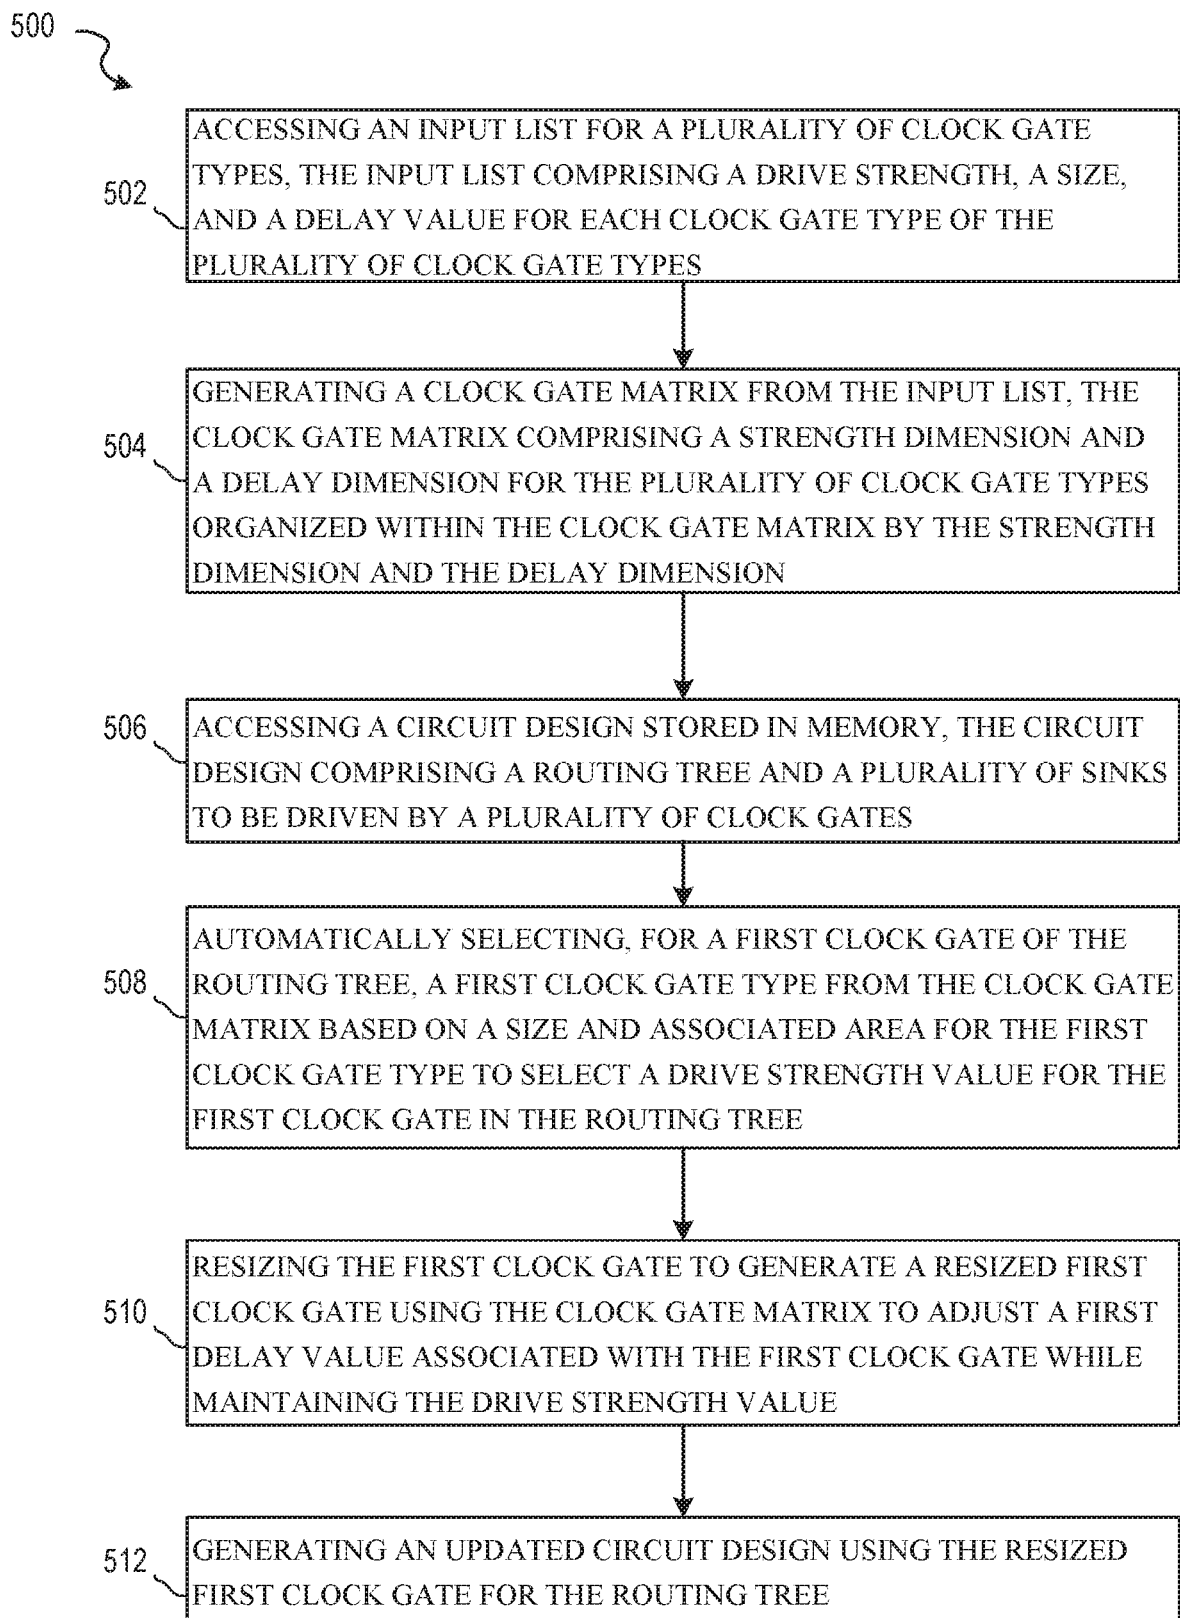 500
ACCESSING AN INPUT LIST FOR A PLURALITY OF CLOCK GATE
TYPES, THE INPUT LIST COMPRISING A DRIVE STRENGTH, A SIZE,
AND A DELAY VALUE FOR EACH CLOCK GATE TYPE OF THE
PLURALITY OF CLOCK GATE TYPES
502
GENERATING A CLOCK GATE MATRIX FROM THE INPUT LIST, THE
CLOCK GATE MATRIX COMPRISING A STRENGTH DIMENSION AND
A DELAY DIMENSION FOR THE PLURALITY OF CLOCK GATE TYPES
ORGANIZED WITHIN THE CLOCK GATE MATRIX BY THE STRENGTH
DIMENSION AND THE DELAY DIMENSION
504
ACCESSING A CIRCUIT DESIGN STORED IN MEMORY, THE CIRCUIT
DESIGN COMPRISING A ROUTING TREE AND A PLURALITY OF SINKS
TO BE DRIVEN BY A PLURALITY OF CLOCK GATES
506
AUTOMATICALLY SELECTING, FOR A FIRST CLOCK GATE OF THE
ROUTING TREE, A FIRST CLOCK GATE TYPE FROM THE CLOCK GATE
MATRIX BASED ON A SIZE AND ASSOCIATED AREA FOR THE FIRST
CLOCK GATE TYPE TO SELECT A DRIVE STRENGTH VALUE FOR THE
FIRST CLOCK GATE IN THE ROUTING TREE
508
RESIZING THE FIRST CLOCK GATE TO GENERATE A RESIZED FIRST
CLOCK GATE USING THE CLOCK GATE MATRIX TO ADJUST A FIRST
DELAY VALUE ASSOCIATED WITH THE FIRST CLOCK GATE WHILE
MAINTAINING THE DRIVE STRENGTH VALUE
510
GENERATING AN UPDATED CIRCUIT DESIGN USING THE RESIZED
FIRST CLOCK GATE FOR THE ROUTING TREE
512